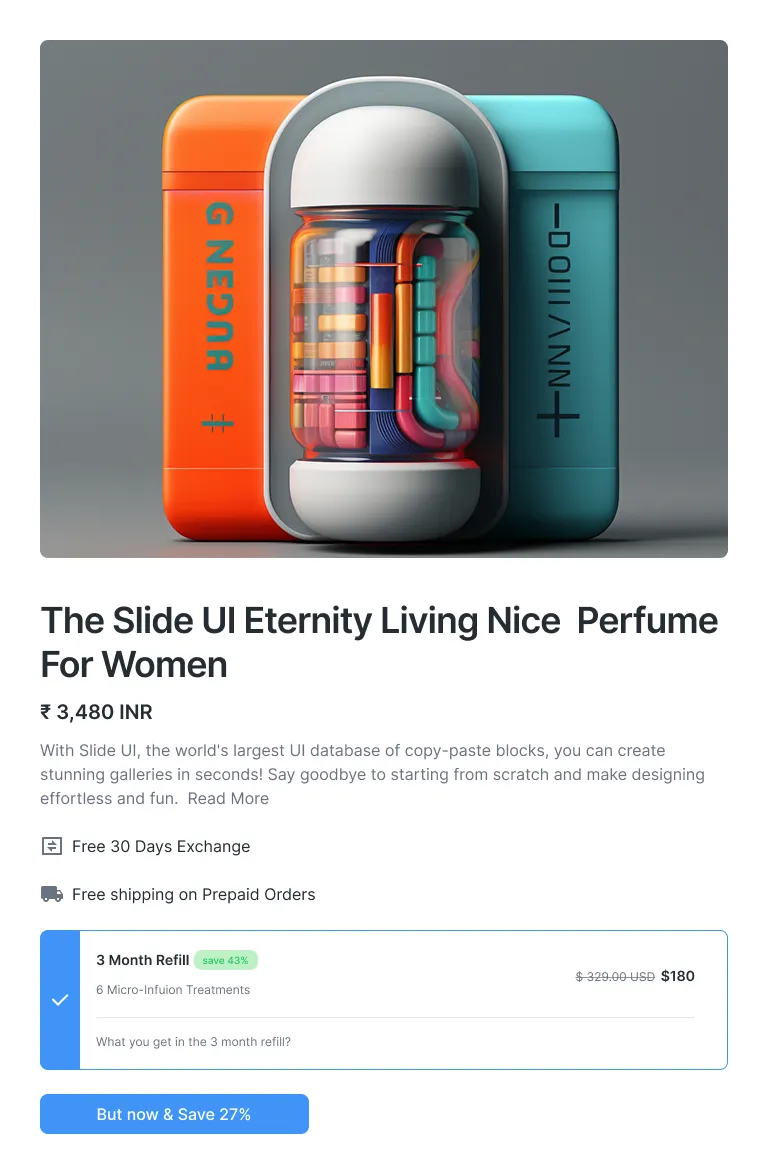 The Slide UI Eternity Living Nice  Perfume
For Women
₹ 3,480 INR
With Slide UI, the world's largest UI database of copy-paste blocks, you can create
stunning galleries in seconds! Say goodbye to starting from scratch and make designing
effortless and fun.  Read More
Free 30 Days Exchange
Free shipping on Prepaid Orders
3 Month Refill save 43%
$ 329.00 USD $180
6 Micro-Infuion Treatments
What you get in the 3 month refill?
But now & Save 27%